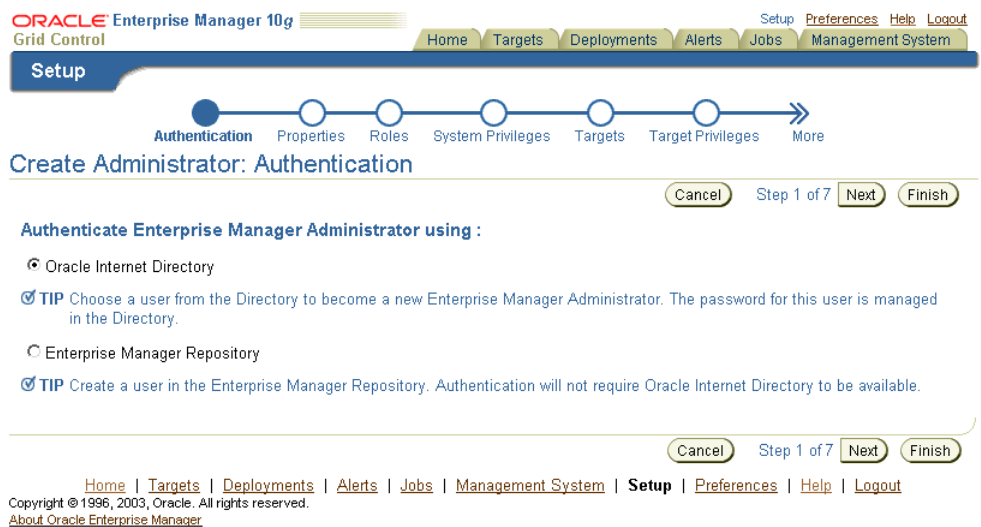 ORACLE Enterprise Manager 10g
Grid Control
Setup Preferences Help Logout
Home Targets Deployments Alerts Jobs Management System
Setup
Authentication Properties Roles System Privileges Targets Target Privileges More
Create Administrator: Authentication
Cancel Step 1 of 7 Next Finish
Authenticate Enterprise Manager Administrator using :
Oracle Internet Directory
TIP Choose a user from the Directory to become a new Enterprise Manager Administrator. The password for this user is managed
in the Directory.
Enterprise Manager Repository
TIP Create a user in the Enterprise Manager Repository. Authentication will not require Oracle Internet Directory to be available.
Cancel Step 1 of 7 Next Finish
Home | Targets | Deployments | Alerts | Jobs | Management System | Setup | Preferences | Help | Logout
Copyright © 1996, 2003, Oracle. All rights reserved.
About Oracle Enterprise Manager